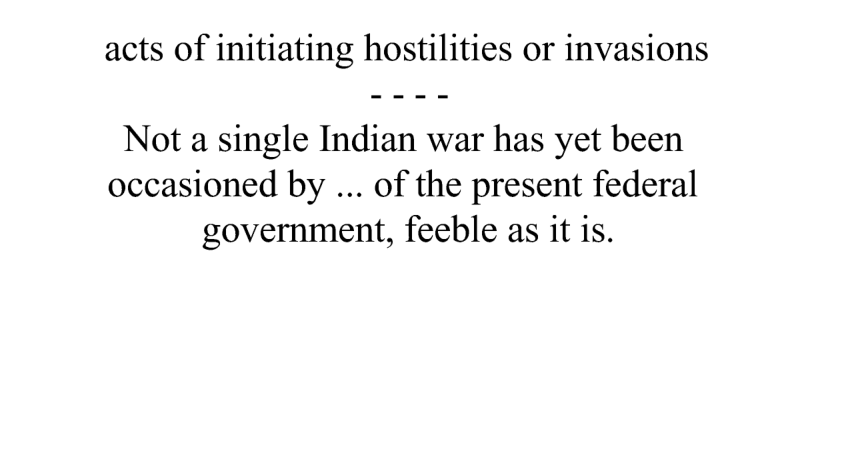 acts of initiating hostilities or invasions
- - - -
Not a single Indian war has yet been
occasioned by ... of the present federal
government, feeble as it is.